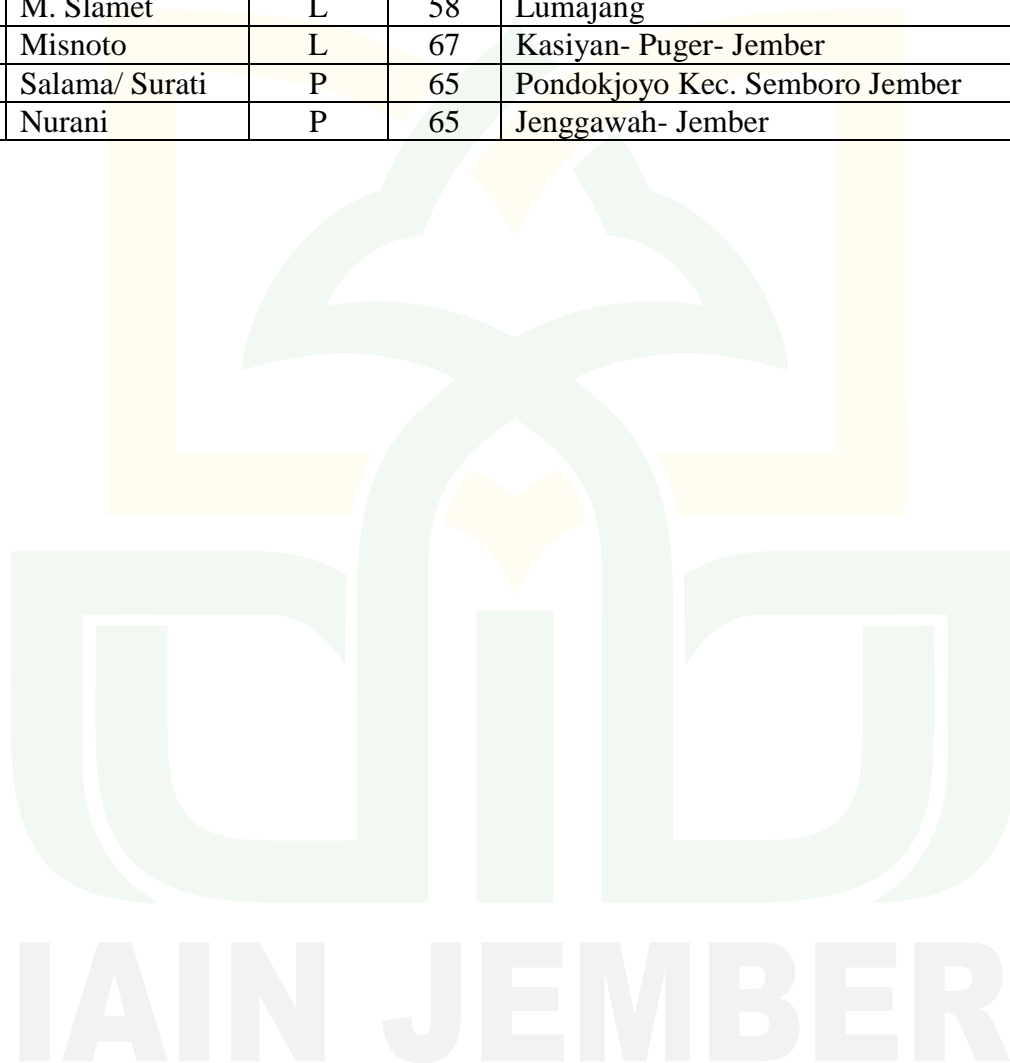 M. Slamet L 58 Lumajang
Misnoto L 67 Kasiyan- Puger- Jember
Salama/ Surati P 65 Pondokjoyo Kec. Semboro Jember
Nurani P 65 Jenggawah- Jember
IAIN JEMBER